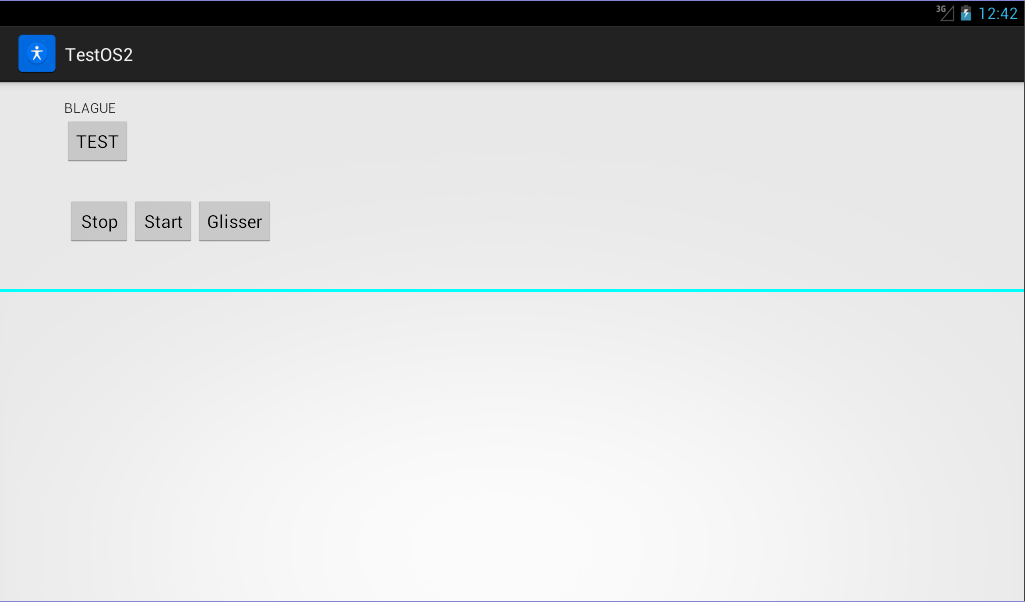 3G 12:42
TestOS2
BLAGUE
TEST
Stop Start Glisser